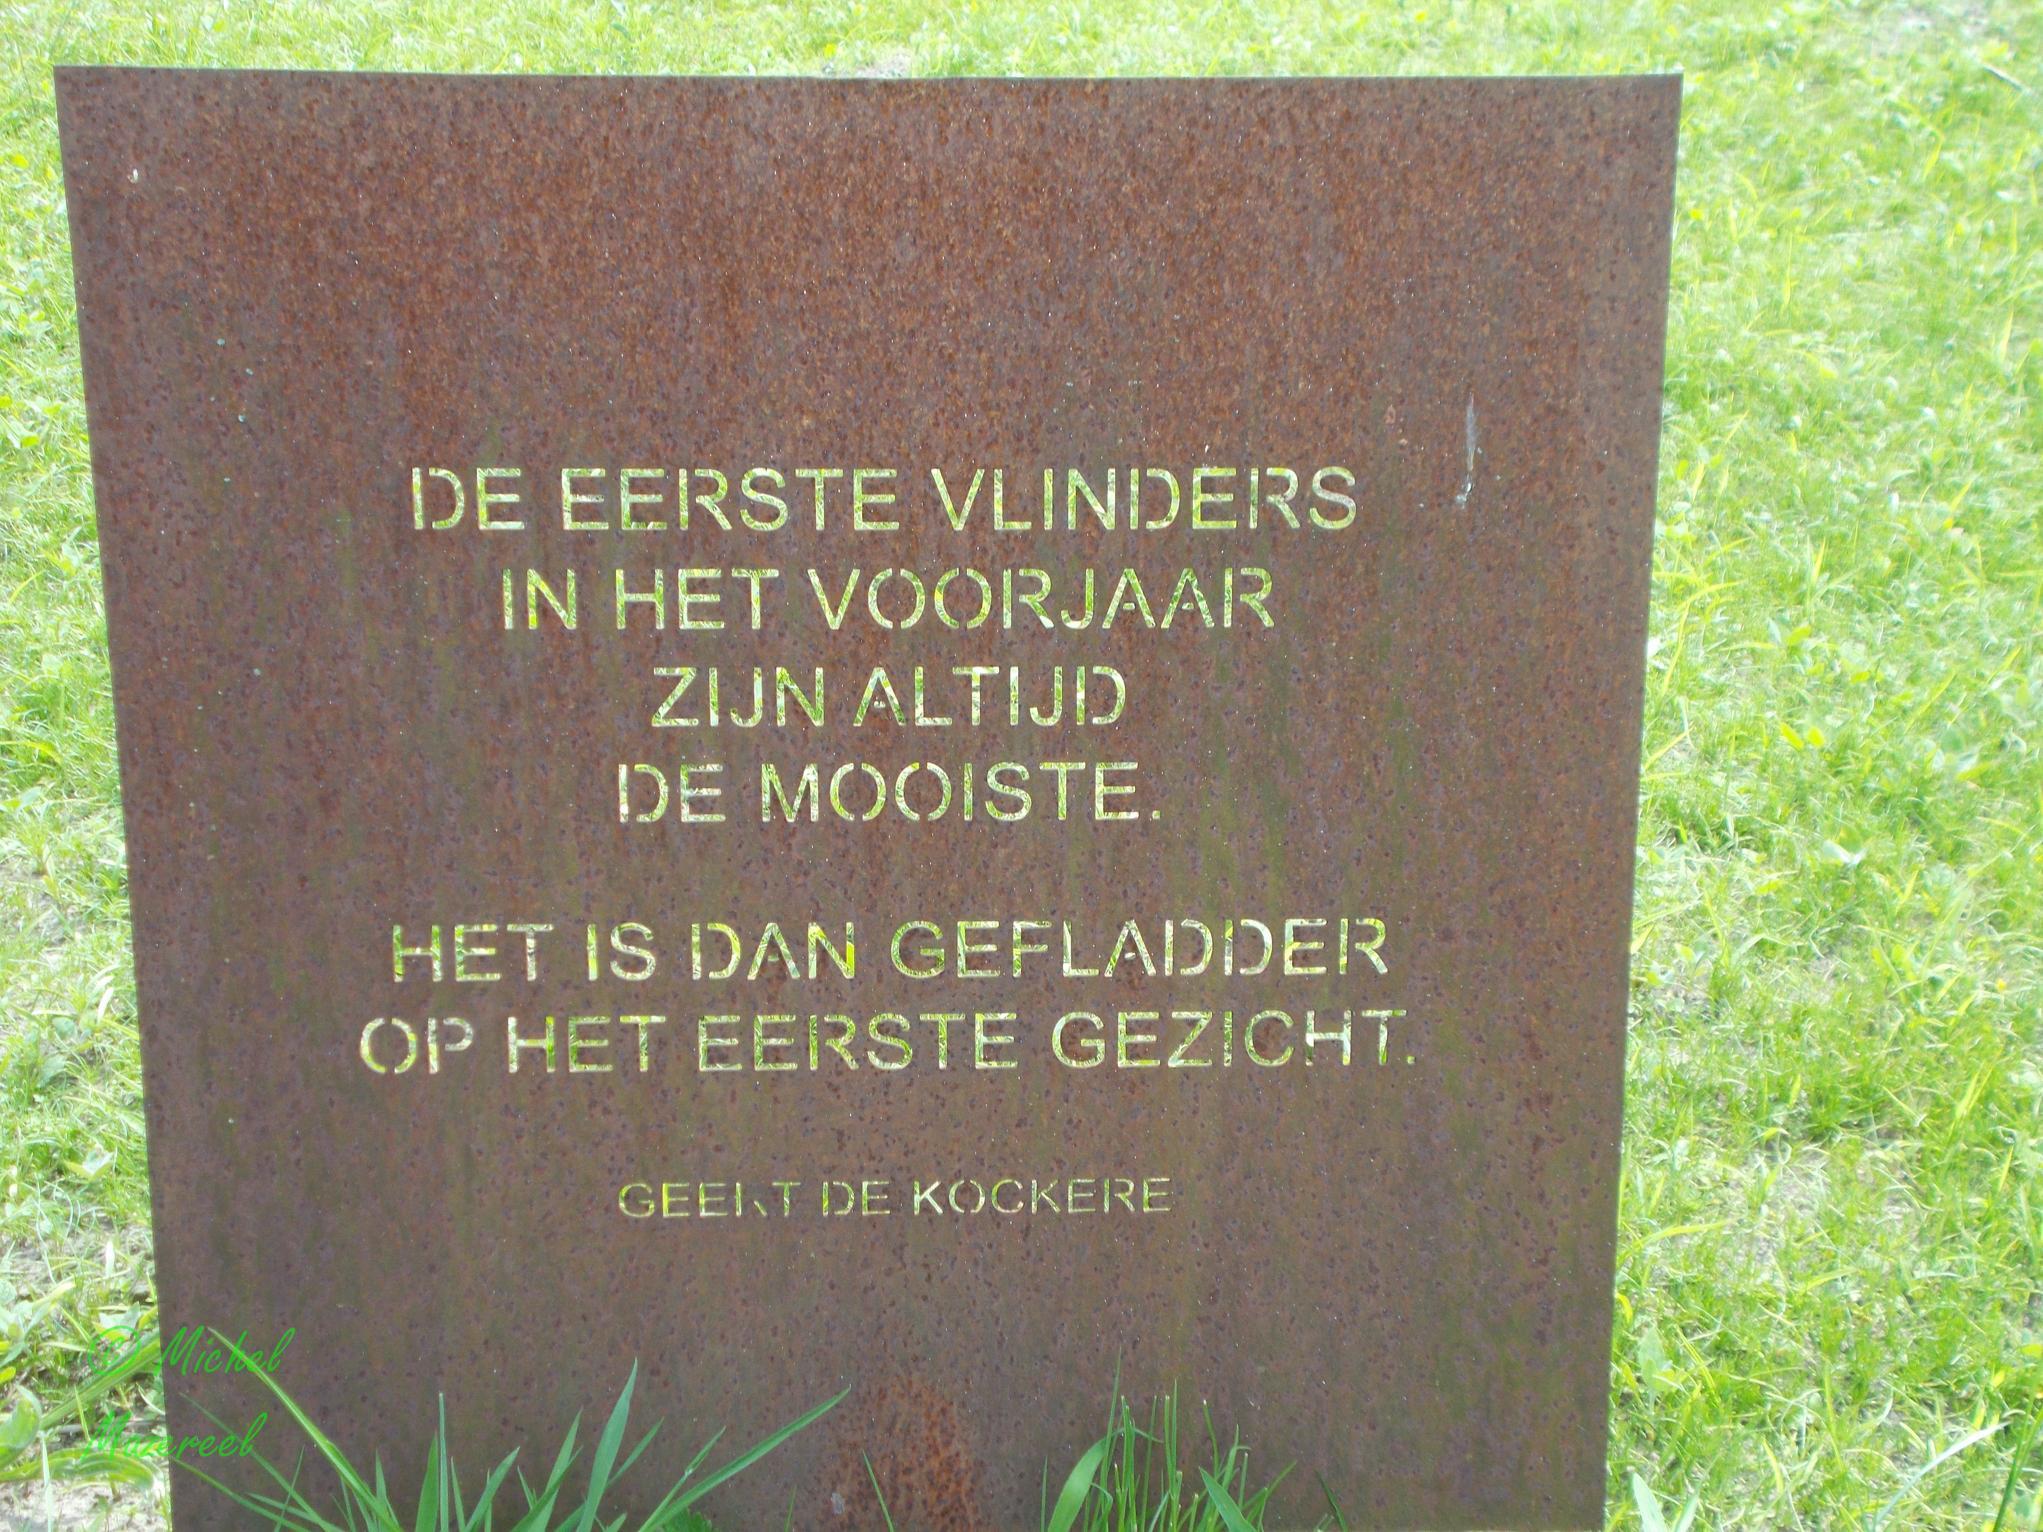 DE EERSTE VLINDERS
IN HET VOORJAAR
ZIJN ALTIJD
DE MOOISTE.
HET IS DAN GEFLADDER
OP HET EERSTE GEZICHT.
GEERT DE KOCKERE
© Michel
Mazereel